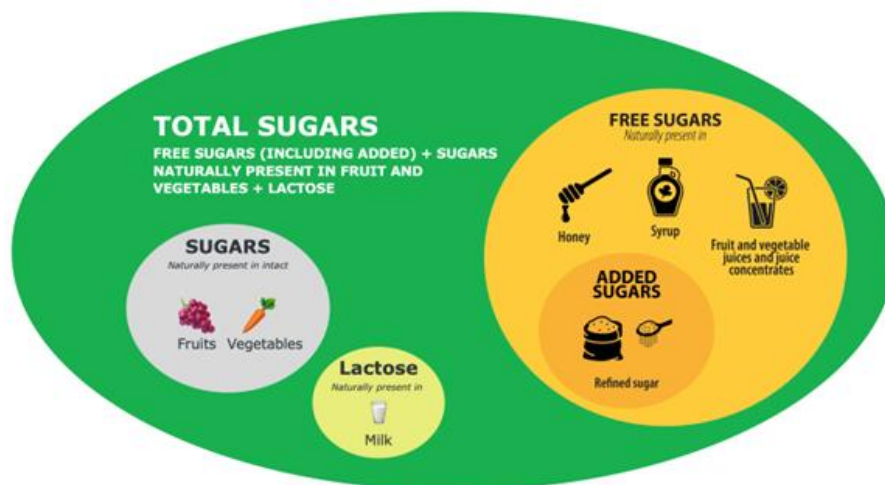 TOTAL SUGARS
FREE SUGARS (INCLUDING ADDED) + SUGARS
NATURALLY PRESENT IN FRUIT AND
VEGETABLES + LACTOSE
SUGARS
Naturally present in intact
Fruits
Vegetables
Lactose
Naturally present in
Milk
FREE SUGARS
Naturally present in
Honey
Syrup
Fruit and vegetable
juices and juice
concentrates
ADDED
SUGARS
Refined sugar